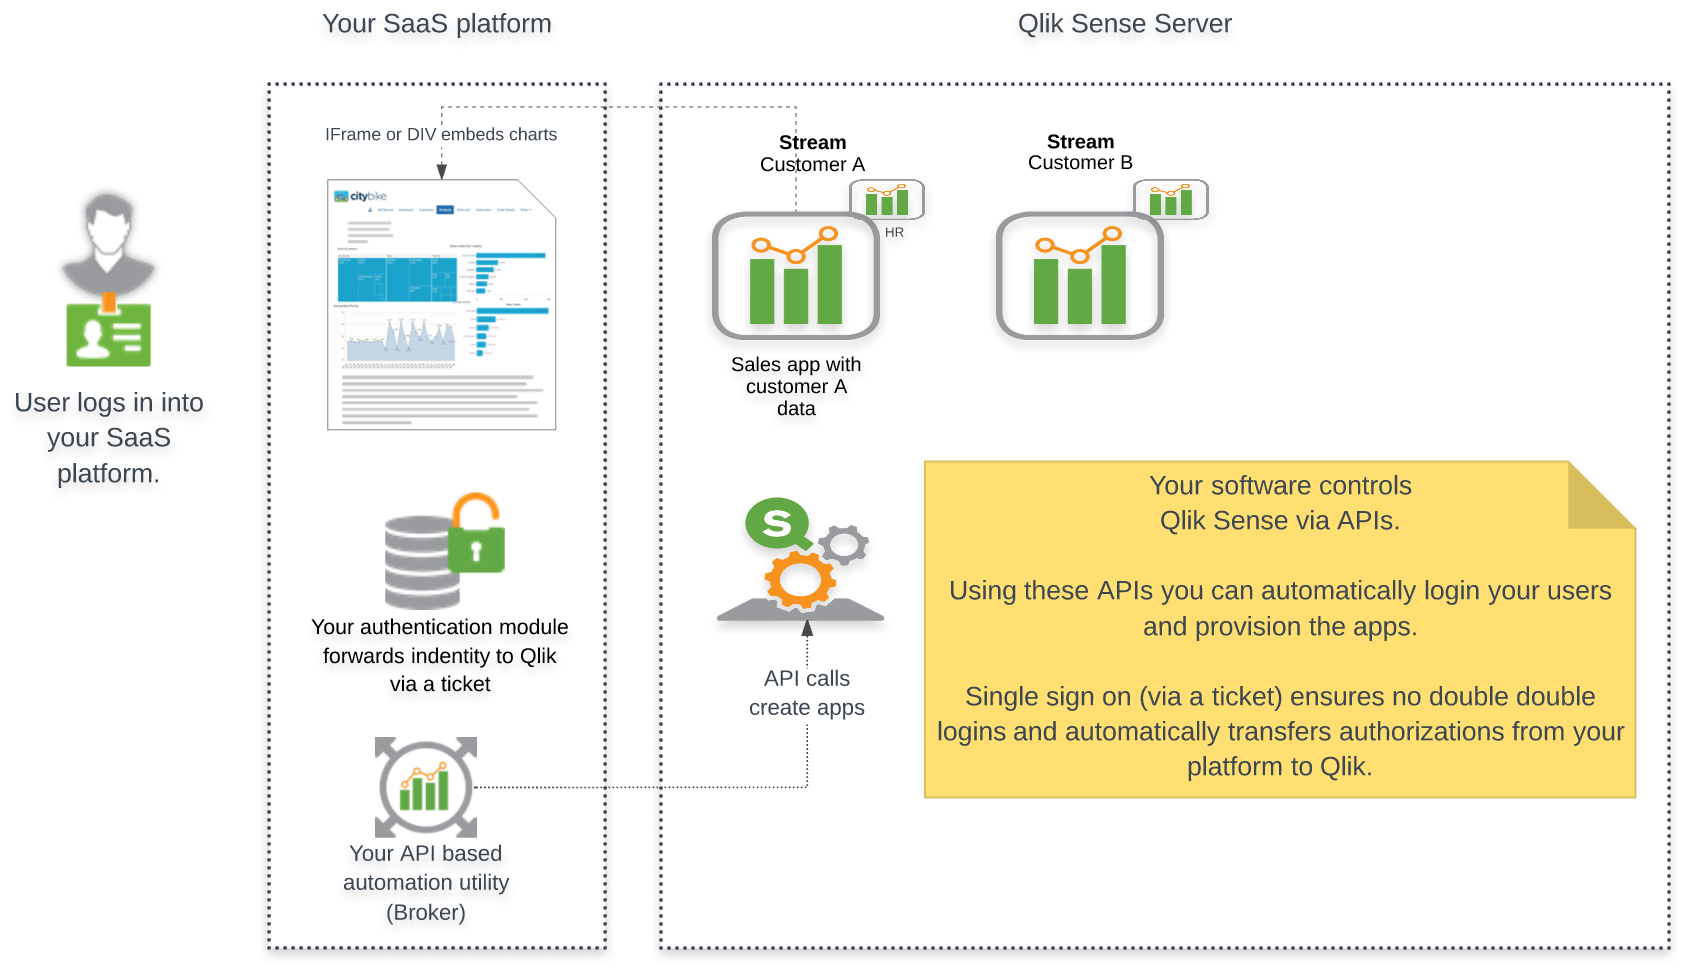 Your SaaS platform
Qlik Sense Server
IFrame or DIV embeds charts
citybike
Stream
Customer A
HR
Stream
Customer B
Sales app with
customer A
data
User logs in into
your SaaS
platform.
Your authentication module
forwards indentity to Qlik
via a ticket
API calls
create apps
Your API based
automation utility
(Broker)
S
Your software controls
Qlik Sense via APIs.
Using these APIs you can automatically login your users
and provision the apps.
Single sign on (via a ticket) ensures no double double
logins and automatically transfers authorizations from your
platform to Qlik.